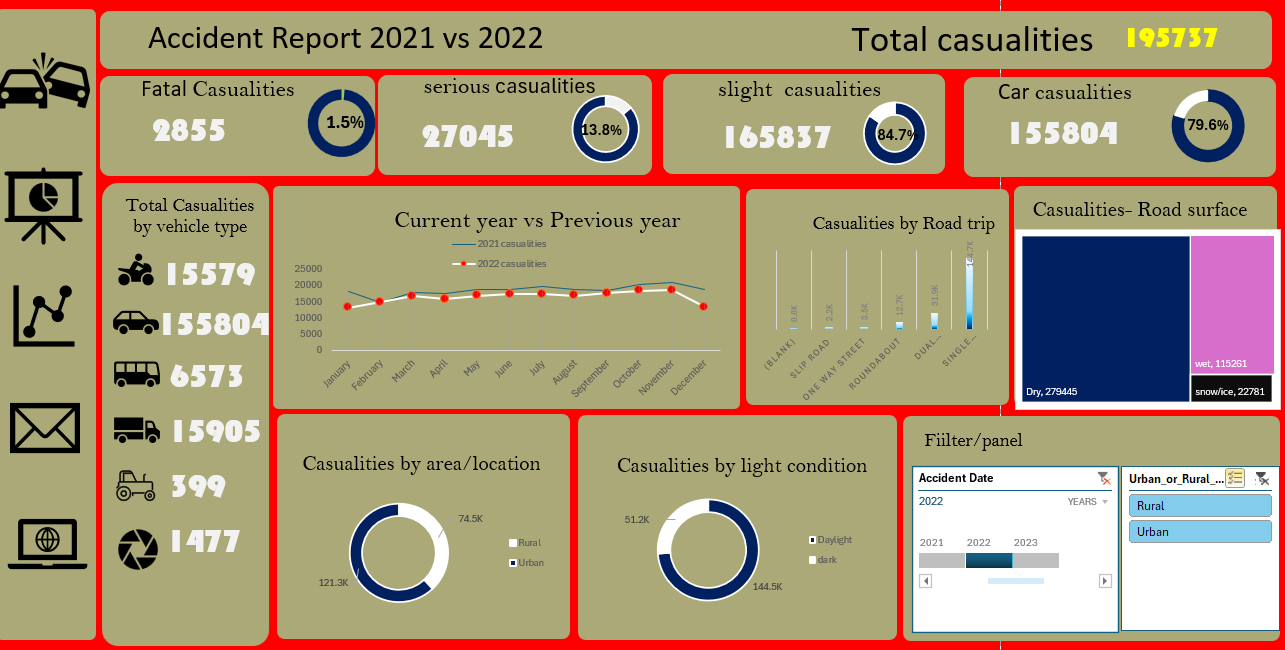 Accident Report 2021 vs 2022
Total casualities 195737
Fatal Casualities
2855
1.5%
serious casualities
27045
13.8%
slight casualities
165837
84.7%
Car casualities
155804
79.6%
Total Casualities
by vehicle type
15579
155804
6573
15905
399
1477
Current year vs Previous year
2021 casualities
2022 casualities
25000
20000
15000
10000
5000
0
January
February
March
April
May
June
July
August
September
October
November
December
Casualities by Road trip
0.8K
2.2K
3.5K
12.7K
31.9K
144.7K
(BLANK)
SLIP ROAD
ONE WAY STREET
ROUNDABOUT
DUAL...
SINGLE...
Casualities- Road surface
Dry, 279445
wet, 115261
snow/ice, 22781
Casualities by area/location
74.5K
121.3K
Rural
Urban
Casualities by light condition
51.2K
144.5K
Daylight
dark
Fiilter/panel
Accident Date
2022
YEARS
2021 2022 2023
Urban_or_Rural_...
Rural
Urban